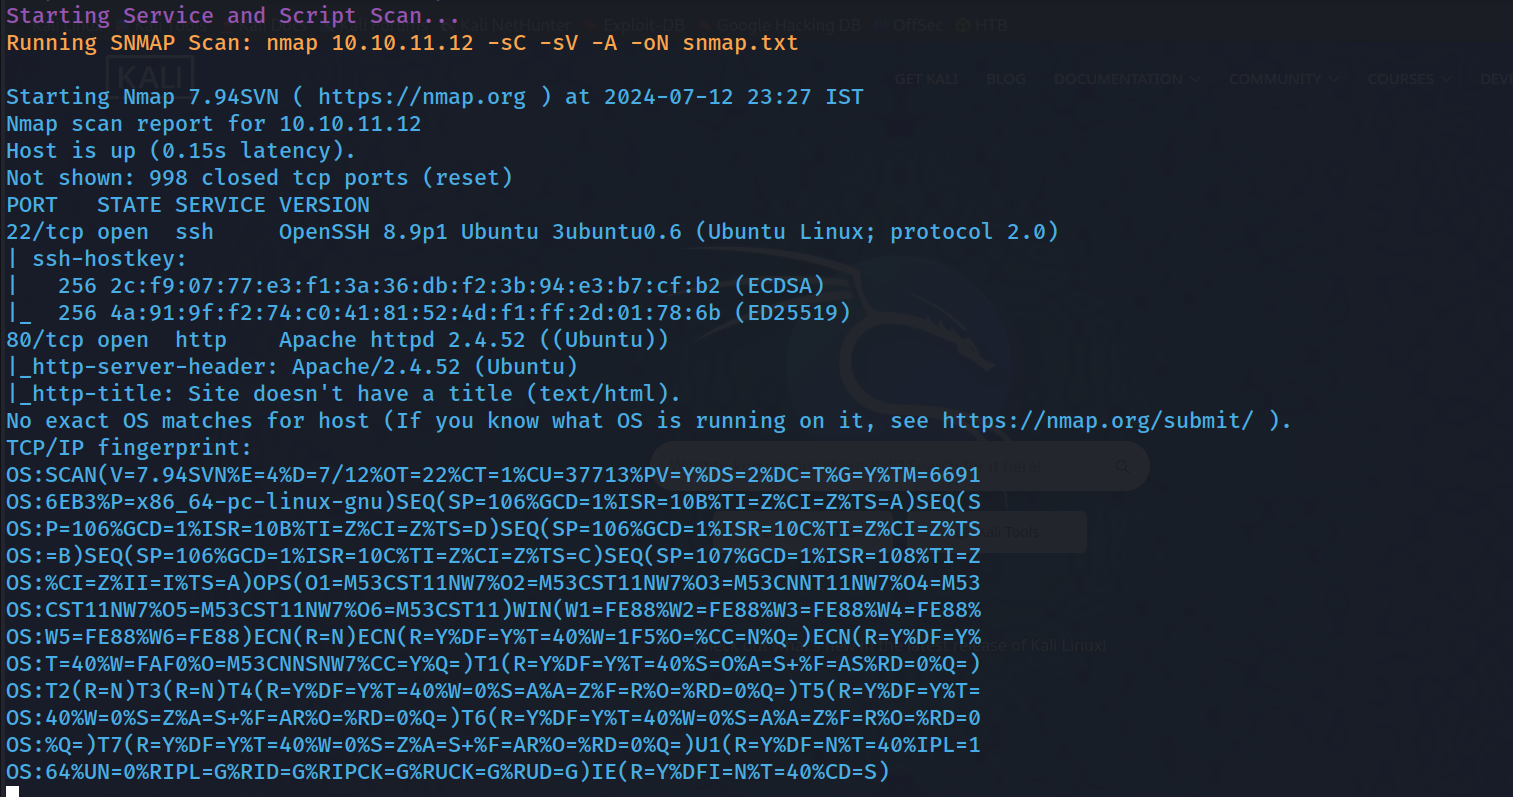 Starting Service and Script Scan...
Kali NetHunter Exploit-DB Google Hacking DB OffSec HTB
Running SNMAP Scan: nmap 10.10.11.12 -sC -sV -A -oN snmap.txt
KALI
GET KALI BLOG DOCUMENTATION COMMUNITY COURSES
Starting Nmap 7.94SVN ( https://nmap.org ) at 2024-07-12 23:27 IST
Nmap scan report for 10.10.11.12
Host is up (0.15s latency).
Not shown: 998 closed tcp ports (reset)
PORT   STATE SERVICE VERSION
22/tcp open  ssh     OpenSSH 8.9p1 Ubuntu 3ubuntu0.6 (Ubuntu Linux; protocol 2.0)
| ssh-hostkey:
|   256 2c:f9:07:77:e3:f1:3a:36:db:f2:3b:94:e3:b7:cf:b2 (ECDSA)
|_  256 4a:91:9f:f2:74:c0:41:81:52:4d:f1:ff:2d:01:78:6b (ED25519)
80/tcp open  http    Apache httpd 2.4.52 ((Ubuntu))
|_http-server-header: Apache/2.4.52 (Ubuntu)
|_http-title: Site doesn't have a title (text/html).
No exact OS matches for host (If you know what OS is running on it, see https://nmap.org/submit/ ).
TCP/IP fingerprint:
OS:SCAN(V=7.94SVN%E=4%D=7/12%OT=22%CT=1%CU=37713%PV=Y%DS=2%DC=T%G=Y%TM=6691
OS:6EB3%P=x86_64-pc-linux-gnu)SEQ(SP=106%GCD=1%ISR=10B%TI=Z%CI=Z%TS=A)SEQ(S
OS:P=106%GCD=1%ISR=10B%TI=Z%CI=Z%TS=D)SEQ(SP=106%GCD=1%ISR=10C%TI=Z%CI=Z%TS
OS:=B)SEQ(SP=106%GCD=1%ISR=10C%TI=Z%CI=Z%TS=C)SEQ(SP=107%GCD=1%ISR=108%TI=Z
OS:%CI=Z%II=I%TS=A)OPS(O1=M53CST11NW7%O2=M53CST11NW7%O3=M53CNNT11NW7%O4=M53
OS:CST11NW7%O5=M53CST11NW7%O6=M53CST11)WIN(W1=FE88%W2=FE88%W3=FE88%W4=FE88%
OS:W5=FE88%W6=FE88)ECN(R=N)ECN(R=Y%DF=Y%T=40%W=1F5%O=%CC=N%Q=)ECN(R=Y%DF=Y%
OS:T=40%W=FAF0%O=M53CNNSNW7%CC=Y%Q=)T1(R=Y%DF=Y%T=40%S=O%A=S+%F=AS%RD=0%Q=)
OS:T2(R=N)T3(R=N)T4(R=Y%DF=Y%T=40%W=0%S=A%A=Z%F=R%O=%RD=0%Q=)T5(R=Y%DF=Y%T=
OS:40%W=0%S=Z%A=S+%F=AR%O=%RD=0%Q=)T6(R=Y%DF=Y%T=40%W=0%S=A%A=Z%F=R%O=%RD=0
OS:%Q=)T7(R=Y%DF=Y%T=40%W=0%S=Z%A=S+%F=AR%O=%RD=0%Q=)U1(R=Y%DF=N%T=40%IPL=1
OS:64%UN=0%RIPL=G%RID=G%RIPCK=G%RUCK=G%RUD=G)IE(R=Y%DFI=N%T=40%CD=S)